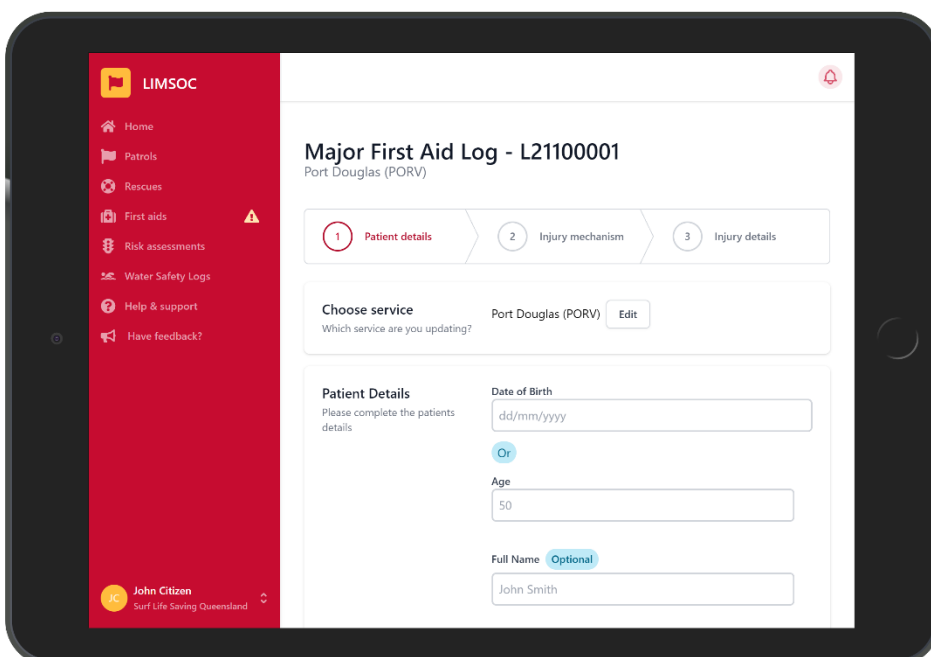 LIMSOC
Home
Patrols
Rescues
First aids
Risk assessments
Water Safety Logs
Help & support
Have feedback?
JC
John Citizen
Surf Life Saving Queensland
Major First Aid Log - L21100001
Port Douglas (PORV)
1 Patient details
2 Injury mechanism
3 Injury details
Choose service
Which service are you updating?
Port Douglas (PORV) Edit
Patient Details
Please complete the patients
details
Date of Birth
dd/mm/yyyy
Or
Age
50
Full Name Optional
John Smith